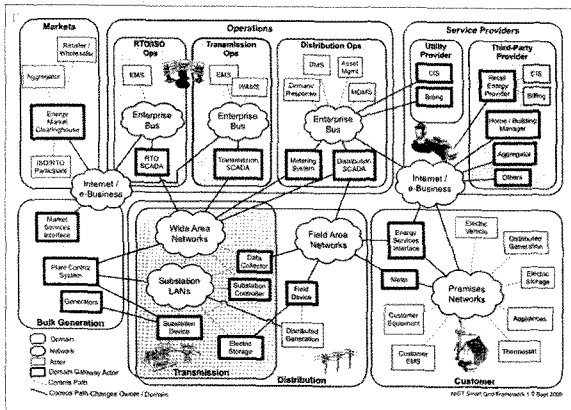 Markets
Retailer /
Wholesaler
Aggregator
Energy
Market
Clearinghouse
ISO/RTO
Participant
Internet /
e-Business
Operations
RTO/ISO
Ops
EMS
Enterprise
Bus
RTO
SCADA
Transmission
Ops
EMS
WAMS
Enterprise
Bus
Transmission
SCADA
Distribution Ops
DMS
Asset
Mgmt
Demand
Response
MDMS
Enterprise
Bus
Metering
System
Distribution
SCADA
Service Providers
Utility
Provider
CIS
Billing
Third-Party
Provider
Retail
Energy
Provider
CIS
Billing
Home / Building
Manager
Aggregator
Others
Internet /
e-Business
Market
Services
Interface
Plant Control
System
Generators
Bulk Generation
Wide Area
Networks
Substation
LANs
Data
Collector
Substation
Controller
Substation
Device
Electric
Storage
Transmission
Field Area
Networks
Field
Device
Distributed
Generation
Distribution
Energy
Services
Interface
Meter
Electric
Vehicle
Distributed
Generation
Electric
Storage
Premises
Networks
Customer
Equipment
Appliances
Customer
EMS
Thermostat
Customer
Domain
Network
Actor
Domain Gateway Actor
Comms Path
Comms Path Changes Owner / Domain
NIST Smart Grid Framework 1.0 Sept 2009